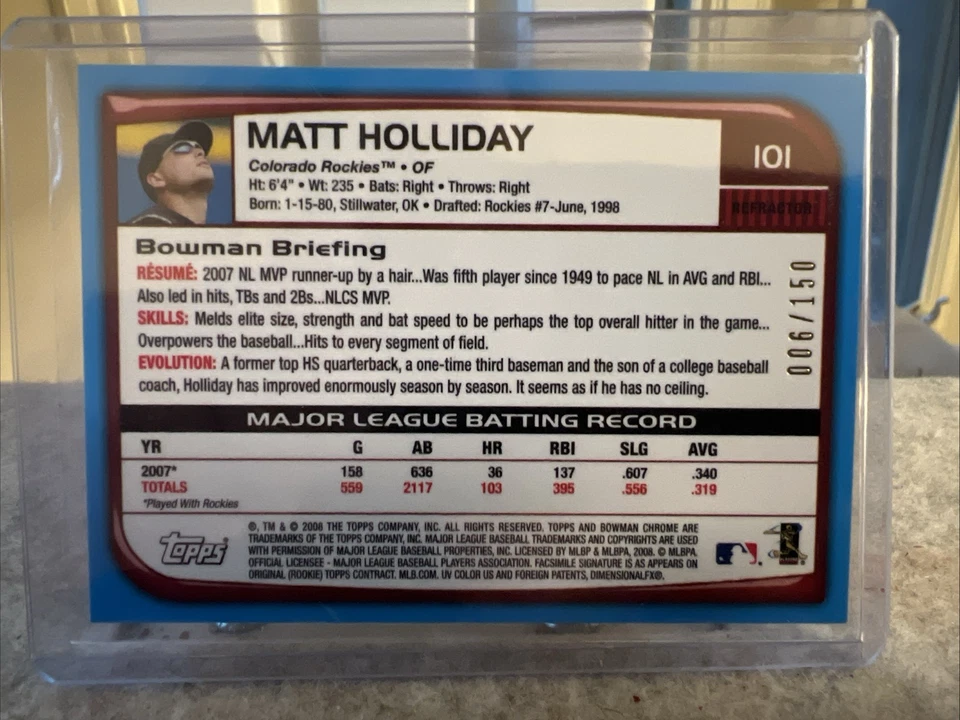 MATT HOLLIDAY
101
Colorado Rockies™ • OF
Ht: 6'4" • Wt: 235 • Bats: Right • Throws: Right
Born: 1-15-80, Stillwater, OK • Drafted: Rockies #7-June, 1998
REFRACTOR
Bowman Briefing
RÉSUMÉ: 2007 NL MVP runner-up by a hair...Was fifth player since 1949 to pace NL in AVG and RBI...
Also led in hits, TBs and 2Bs...NLCS MVP.
SKILLS: Melds elite size, strength and bat speed to be perhaps the top overall hitter in the game...
Overpowers the baseball...Hits to every segment of field.
EVOLUTION: A former top HS quarterback, a one-time third baseman and the son of a college baseball
coach, Holliday has improved enormously season by season. It seems as if he has no ceiling.
006/150
MAJOR LEAGUE BATTING RECORD
YR G AB HR RBI SLG AVG
2007* 158 636 36 137 .607 .340
TOTALS 559 2117 103 395 .556 .319
*Played With Rockies
Topps
®, TM & © 2008 THE TOPPS COMPANY, INC. ALL RIGHTS RESERVED. TOPPS AND BOWMAN CHROME ARE
TRADEMARKS OF THE TOPPS COMPANY, INC. MAJOR LEAGUE BASEBALL TRADEMARKS AND COPYRIGHTS ARE USED
WITH PERMISSION OF MAJOR LEAGUE BASEBALL PROPERTIES, INC. LICENSED BY MLBP & MLBPA, 2008. © MLBPA.
OFFICIAL LICENSEE - MAJOR LEAGUE BASEBALL PLAYERS ASSOCIATION. FACSIMILE SIGNATURE IS AS APPEARS ON
ORIGINAL (ROOKIE) TOPPS CONTRACT. MLB.COM. UV COLOR US AND FOREIGN PATENTS, DIMENSIONALFX®.